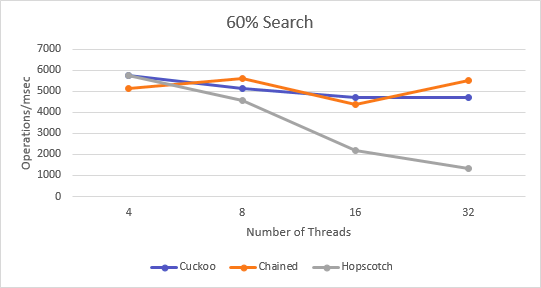 60% Search
7000
6000
5000
4000
3000
2000
1000
0
Operations/msec
4 8 16 32
Number of Threads
Cuckoo Chained Hopscotch